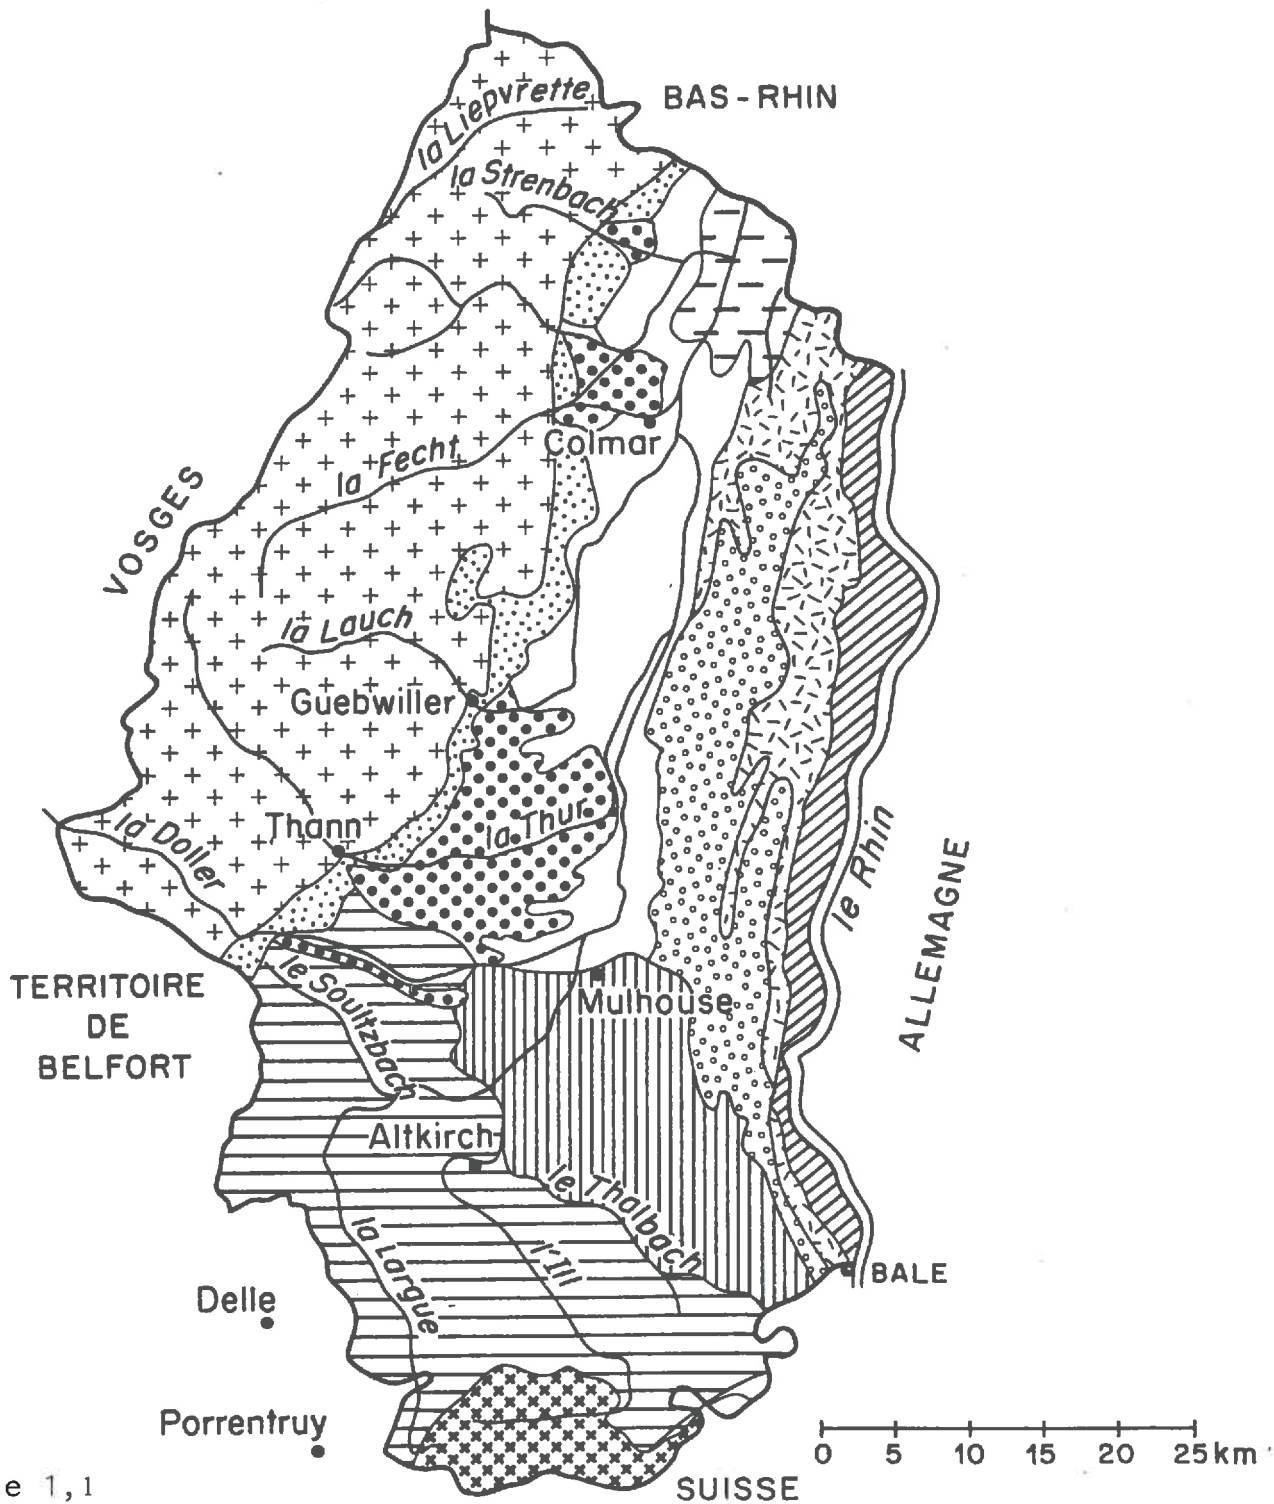 BAS-RHIN
la Liepvrette
la Strenbach
Colmar
la Fecht
VOSGES
la Lauch
Guebwiller
Thann
la Thur
la Doller
le Rhin
ALLEMAGNE
TERRITOIRE
DE
BELFORT
le Soultzbach
Mulhouse
Altkirch
le Thalbach
la Largue
l'Ill
BALE
Delle
Porrentruy
0 5 10 15 20 25 km
SUISSE
e 1,1